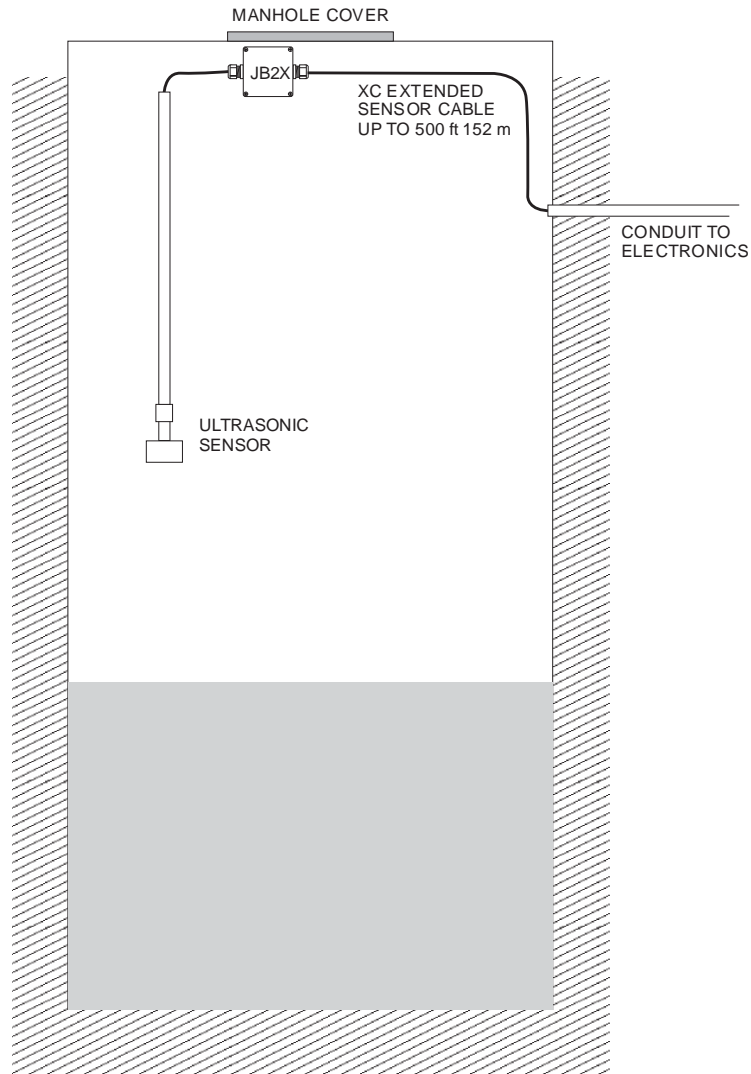 MANHOLE COVER
JB2X
XC EXTENDED
SENSOR CABLE
UP TO 500 ft 152 m
CONDUIT TO
ELECTRONICS
ULTRASONIC
SENSOR